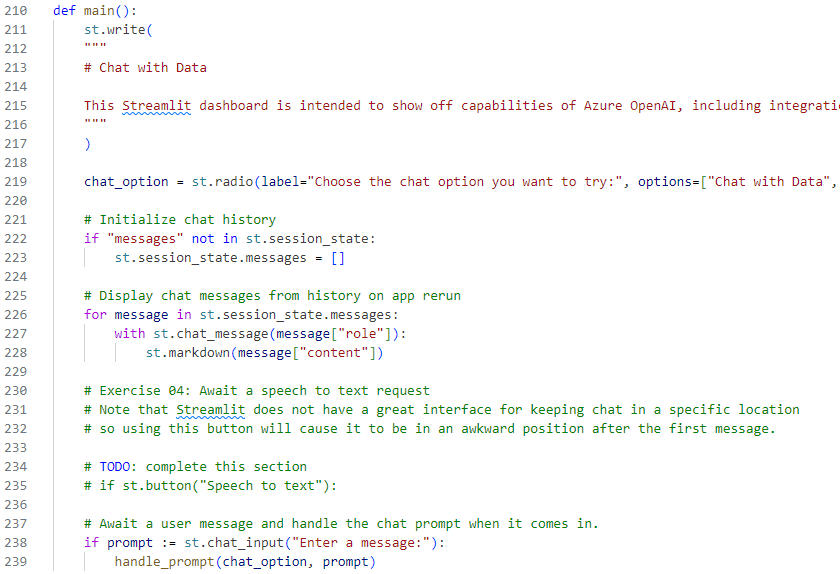 210 def main():
211 st.write(
212 """
213 # Chat with Data
214
215 This Streamlit dashboard is intended to show off capabilities of Azure OpenAI, including
216 """
217 )
218
219 chat_option = st.radio(label="Choose the chat option you want to try:", options=["Chat with Data",
220
221 # Initialize chat history
222 if "messages" not in st.session_state:
223 st.session_state.messages = []
224
225 # Display chat messages from history on app rerun
226 for message in st.session_state.messages:
227 with st.chat_message(message["role"]):
228 st.markdown(message["content"])
229
230 # Exercise 04: Await a speech to text request
231 # Note that Streamlit does not have a great interface for keeping chat in a specific location
232 # so using this button will cause it to be in an awkward position after the first message.
233
234 # TODO: complete this section
235 # if st.button("Speech to text"):
236
237 # Await a user message and handle the chat prompt when it comes in.
238 if prompt := st.chat_input("Enter a message:"):
239 handle_prompt(chat_option, prompt)